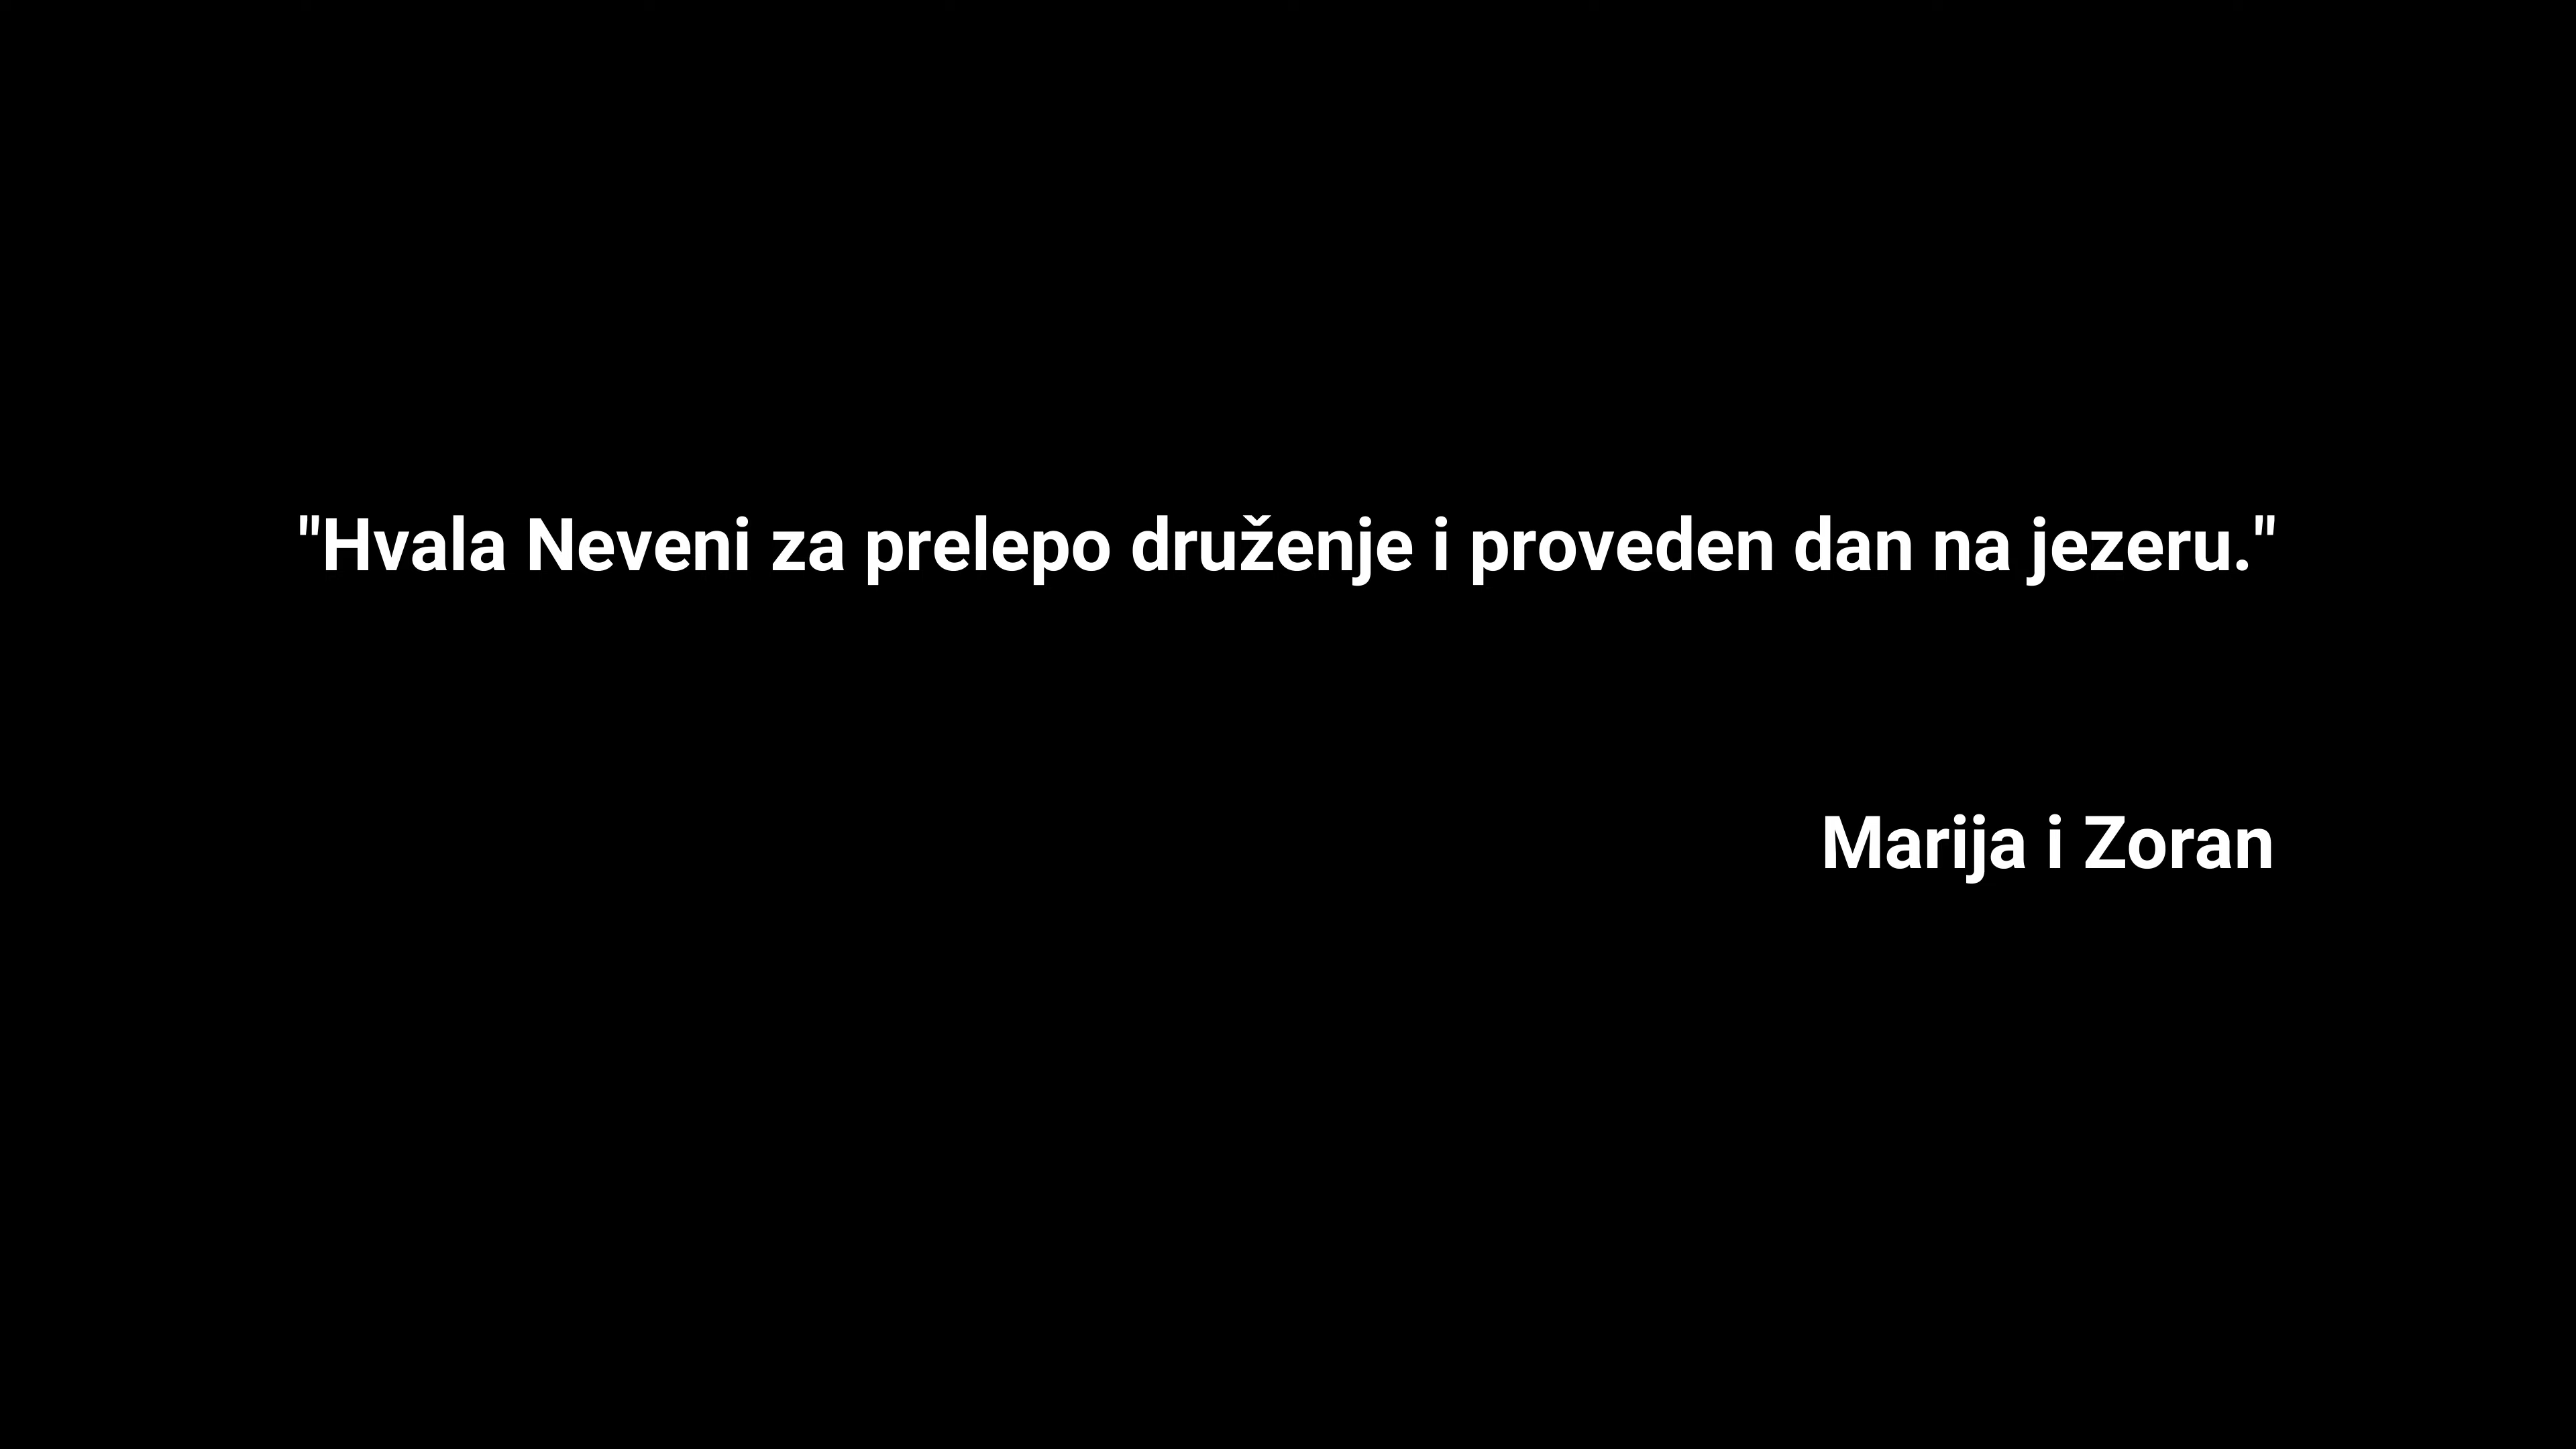 "Hvala Neveni za prelepo druženje i proveden dan na jezeru."
Marija i Zoran